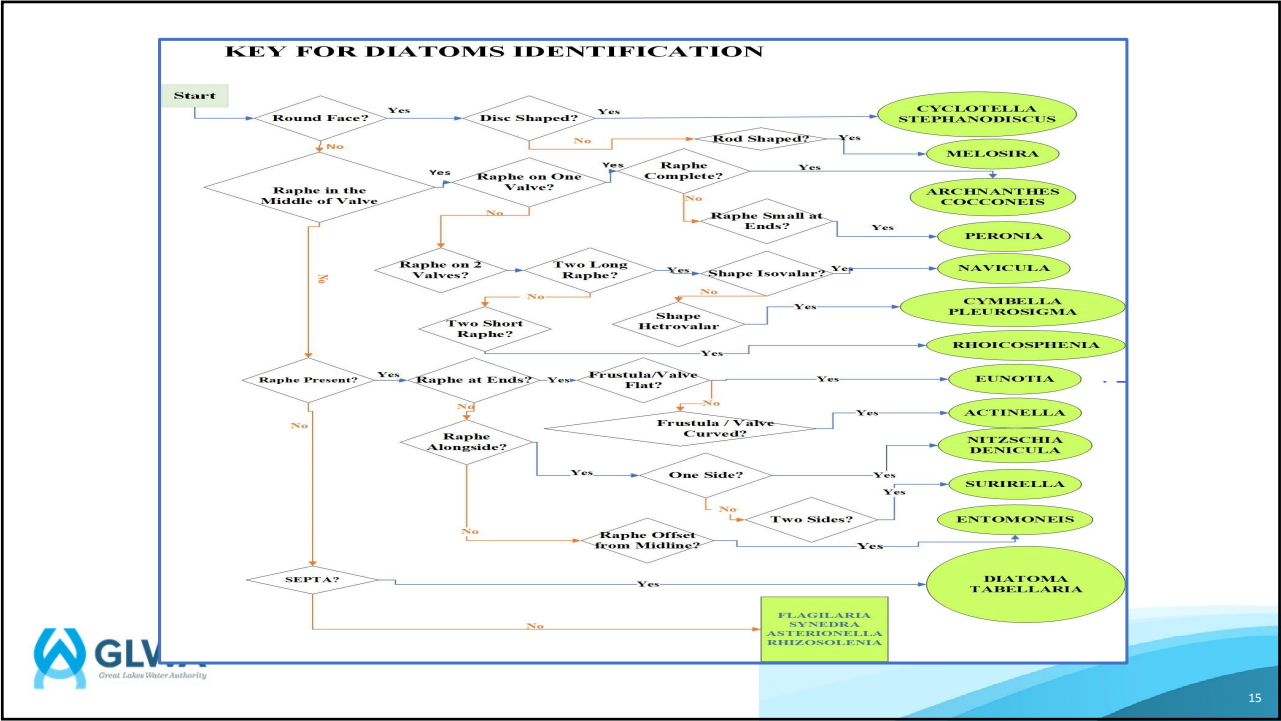 KEY FOR DIATOMS IDENTIFICATION
Start
Round Face?
Yes
Disc Shaped?
Yes
CYCLOTELLA
STEPHANODISCUS
No
No
Rod Shaped?
Yes
MELOSIRA
Raphe in the
Middle of Valve
Yes
Raphe on One
Valve?
Yes
Raphe
Complete?
Yes
ARCHNANTHES
COCCONEIS
No
No
Raphe Small at
Ends?
Yes
PERONIA
No
Raphe on 2
Valves?
Two Long
Raphe?
Yes
Shape Isovalar?
Yes
NAVICULA
No
No
Two Short
Raphe?
Shape
Hetrovalar
Yes
CYMBELLA
PLEUROSIGMA
Yes
RHOICOSPHENIA
Raphe Present?
Yes
Raphe at Ends?
Yes
Frustula/Valve
Flat?
Yes
EUNOTIA
No
No
No
Frustula / Valve
Curved?
Yes
ACTINELLA
Raphe
Alongside?
Yes
One Side?
Yes
NITZSCHIA
DENICULA
No
Two Sides?
Yes
SURIRELLA
No
Raphe Offset
from Midline?
Yes
ENTOMONEIS
SEPTA?
Yes
DIATOMA
TABELLARIA
No
FLAGILARIA
SYNEDRA
ASTERIONELLA
RHIZOSOLENIA
Great Lakes Water Authority
15